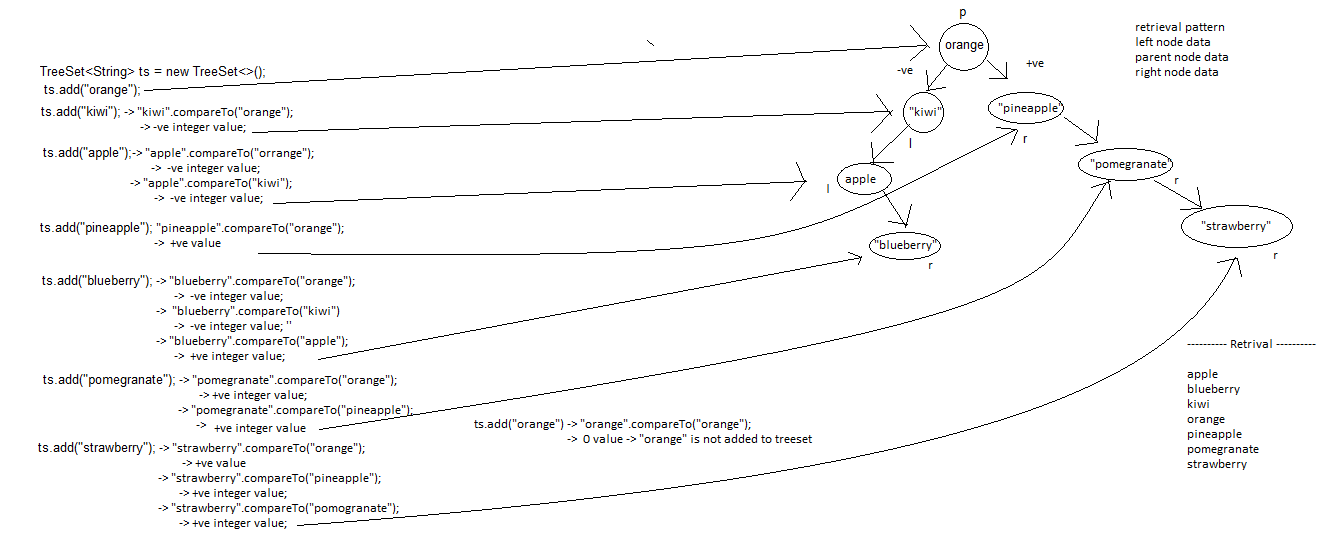 TreeSet<String> ts = new TreeSet<>();
ts.add("orange");
ts.add("kiwi"); -> "kiwi".compareTo("orange");
-> -ve integer value;
ts.add("apple");-> "apple".compareTo("orrange");
-> -ve integer value;
-> "apple".compareTo("kiwi");
-> -ve integer value;
ts.add("pineapple"); "pineapple".compareTo("orange");
-> +ve value
ts.add("blueberry"); -> "blueberry".compareTo("orange");
-> -ve integer value;
-> "blueberry".compareTo("kiwi")
-> -ve integer value; "
-> "blueberry".compareTo("apple");
-> +ve integer value;
ts.add("pomegranate"); -> "pomegranate".compareTo("orange");
-> +ve integer value;
-> "pomegranate".compareTo("pineapple");
-> +ve integer value
ts.add("strawberry"); -> "strawberry".compareTo("orange");
-> +ve value
-> "strawberry".compareTo("pineapple");
-> +ve integer value;
-> "strawberry".compareTo("pomogranate");
-> +ve integer value;
ts.add("orange") -> "orange".compareTo("orange");
-> 0 value -> "orange" is not added to treeset
p
orange
-ve
+ve
"kiwi"
l
"pineapple"
r
apple
l
"pomegranate"
r
"blueberry"
r
"strawberry"
r
retrieval pattern
left node data
parent node data
right node data
---------- Retrival ----------
apple
blueberry
kiwi
orange
pineapple
pomegranate
strawberry